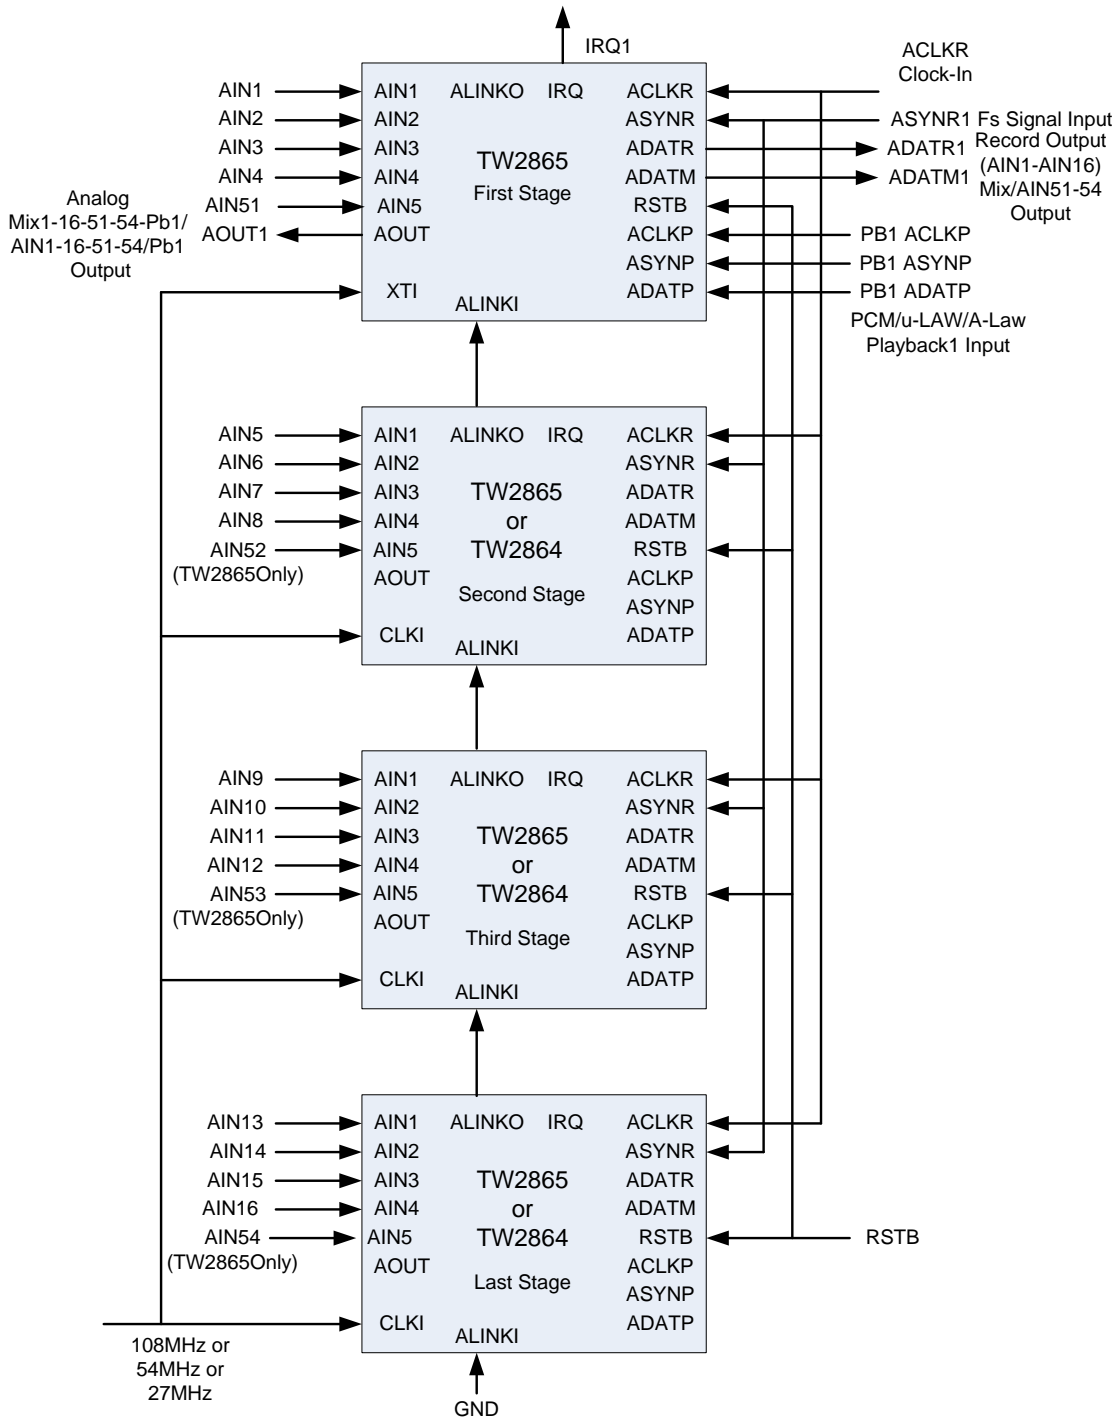 IRQ1
ACLKR
Clock-In
AIN1 AIN1 ALINKO IRQ ACLKR
AIN2 AIN2 ASYNR ASYNR1 Fs Signal Input
AIN3 AIN3 TW2865 ADATR ADATR1 Record Output
(AIN1-AIN16)
AIN4 AIN4 First Stage ADATM ADATM1 Mix/AIN51-54
Output
Analog
Mix1-16-51-54-Pb1/
AIN1-16-51-54/Pb1
Output
AIN51 AIN5 RSTB
AOUT1 AOUT ACLKP PB1 ACLKP
ASYNP PB1 ASYNP
XTI ALINKI ADATP PB1 ADATP
PCM/u-LAW/A-Law
Playback1 Input
AIN5 AIN1 ALINKO IRQ ACLKR
AIN6 AIN2 ASYNR
AIN7 AIN3 TW2865 ADATR
AIN8 AIN4 or ADATM
AIN52 AIN5 TW2864 RSTB
(TW2865Only) AOUT ACLKP
Second Stage ASYNP
CLKI ADATP
ALINKI
AIN9 AIN1 ALINKO IRQ ACLKR
AIN10 AIN2 ASYNR
AIN11 AIN3 TW2865 ADATR
AIN12 AIN4 or ADATM
AIN53 AIN5 TW2864 RSTB
(TW2865Only) AOUT ACLKP
Third Stage ASYNP
CLKI ADATP
ALINKI
AIN13 AIN1 ALINKO IRQ ACLKR
AIN14 AIN2 ASYNR
AIN15 AIN3 TW2865 ADATR
AIN16 AIN4 or ADATM
AIN54 AIN5 TW2864 RSTB RSTB
(TW2865Only) AOUT ACLKP
Last Stage ASYNP
CLKI ADATP
ALINKI
108MHz or
54MHz or
27MHz
GND